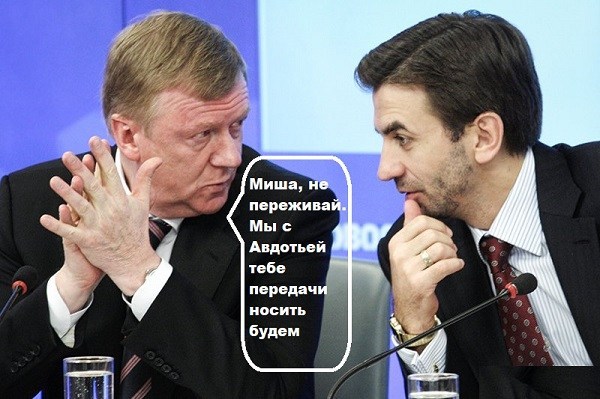 Миша, не
переживай.
Мы с
Авдотьей
тебе
передачи
носить
будем